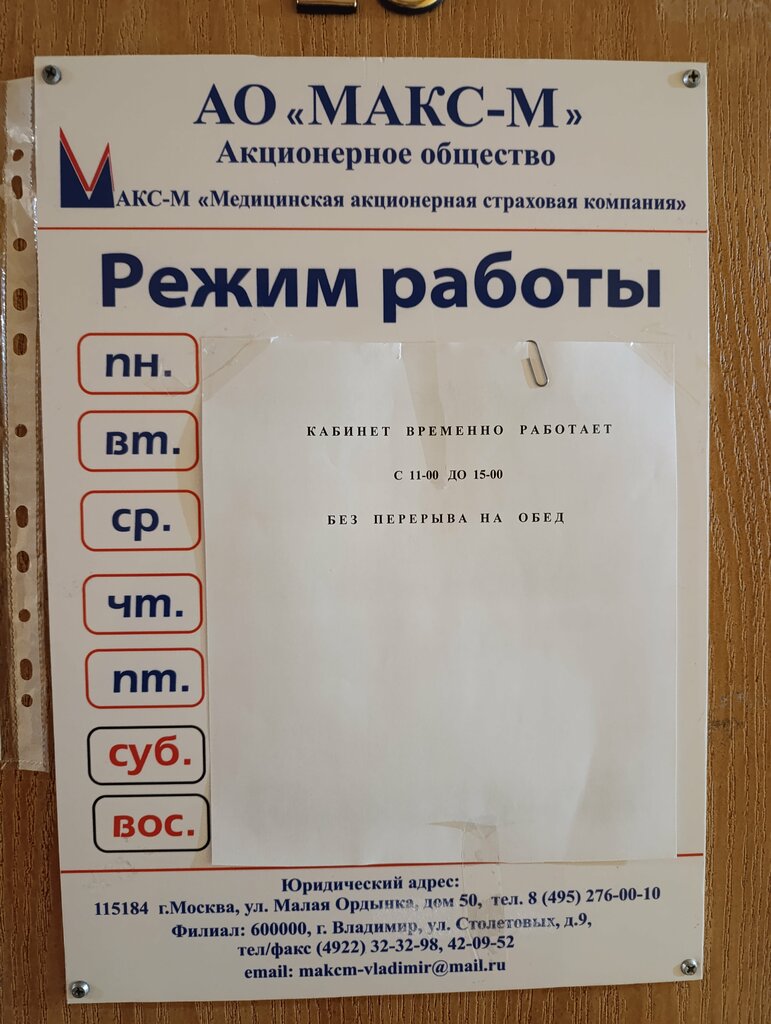 АО «МАКС-М»
Акционерное общество
МАКС-М «Медицинская акционерная страховая компания»
Режим работы
пн.
вт.
ср.
чт.
пт.
суб.
вос.
КАБИНЕТ ВРЕМЕННО РАБОТАЕТ
С 11-00 ДО 15-00
БЕЗ ПЕРЕРЫВА НА ОБЕД
Юридический адрес:
115184 г.Москва, ул. Малая Ордынка, дом 50, тел. 8 (495) 276-00-10
Филиал: 600000, г. Владимир, ул. Столетовых, д.9,
тел/факс (4922) 32-32-98, 42-09-52
email: makcm-vladimir@mail.ru